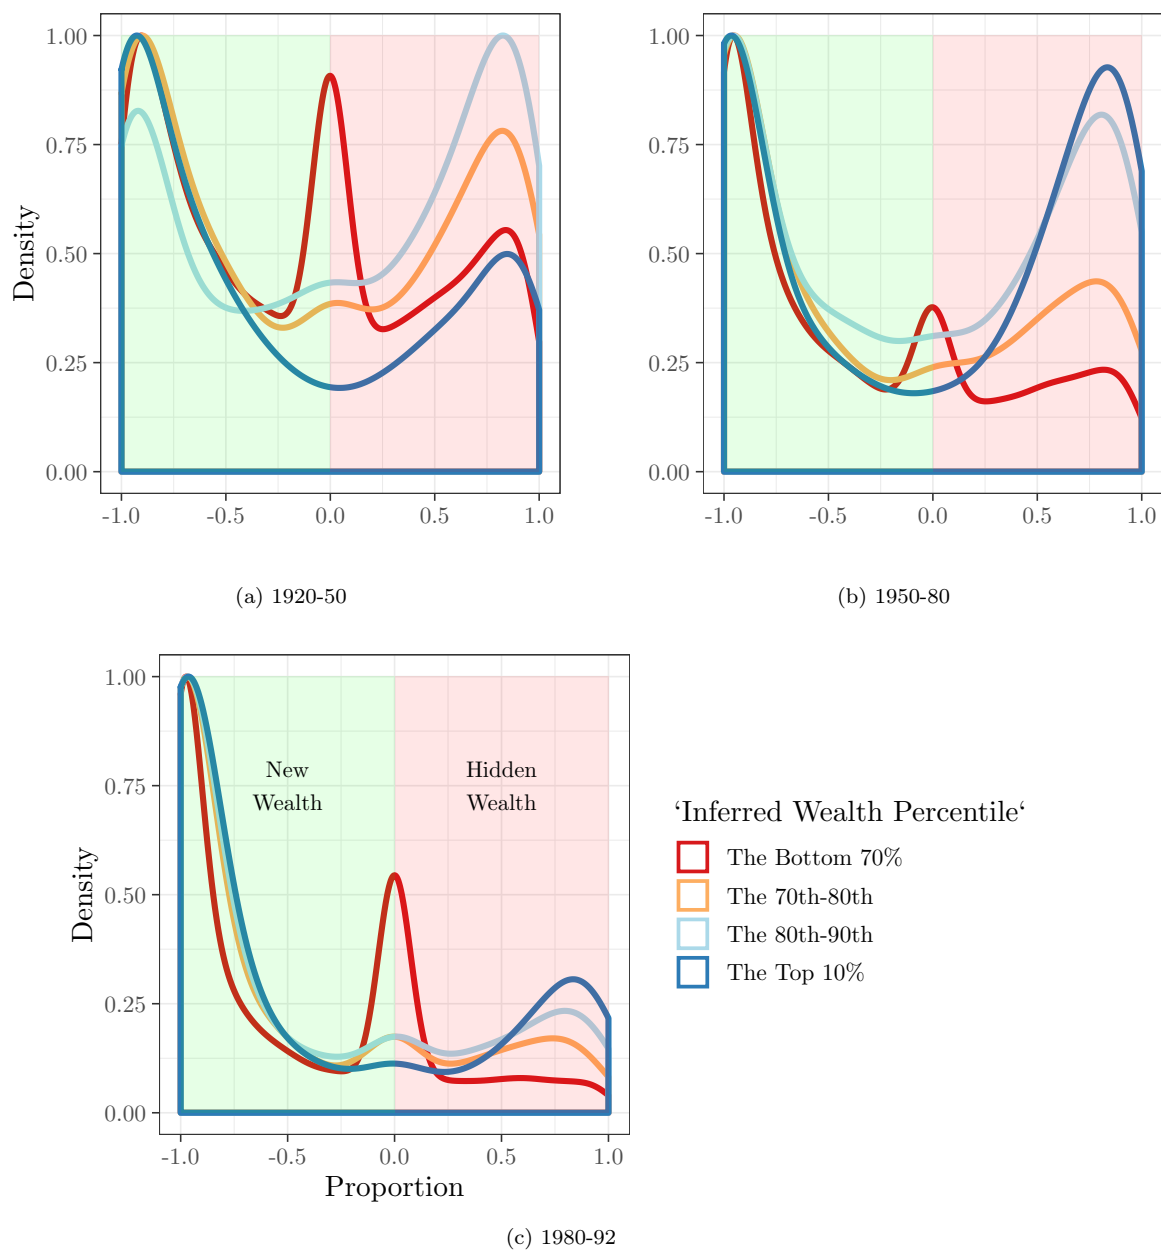 Density
1.00
0.75
0.50
0.25
0.00
-1.0 -0.5 0.0 0.5 1.0
(a) 1920-50
1.00
0.75
0.50
0.25
0.00
-1.0 -0.5 0.0 0.5 1.0
(b) 1950-80
Density
1.00
0.75
0.50
0.25
0.00
New
Wealth
Hidden
Wealth
-1.0 -0.5 0.0 0.5 1.0
Proportion
(c) 1980-92
‘Inferred Wealth Percentile‘
The Bottom 70%
The 70th-80th
The 80th-90th
The Top 10%